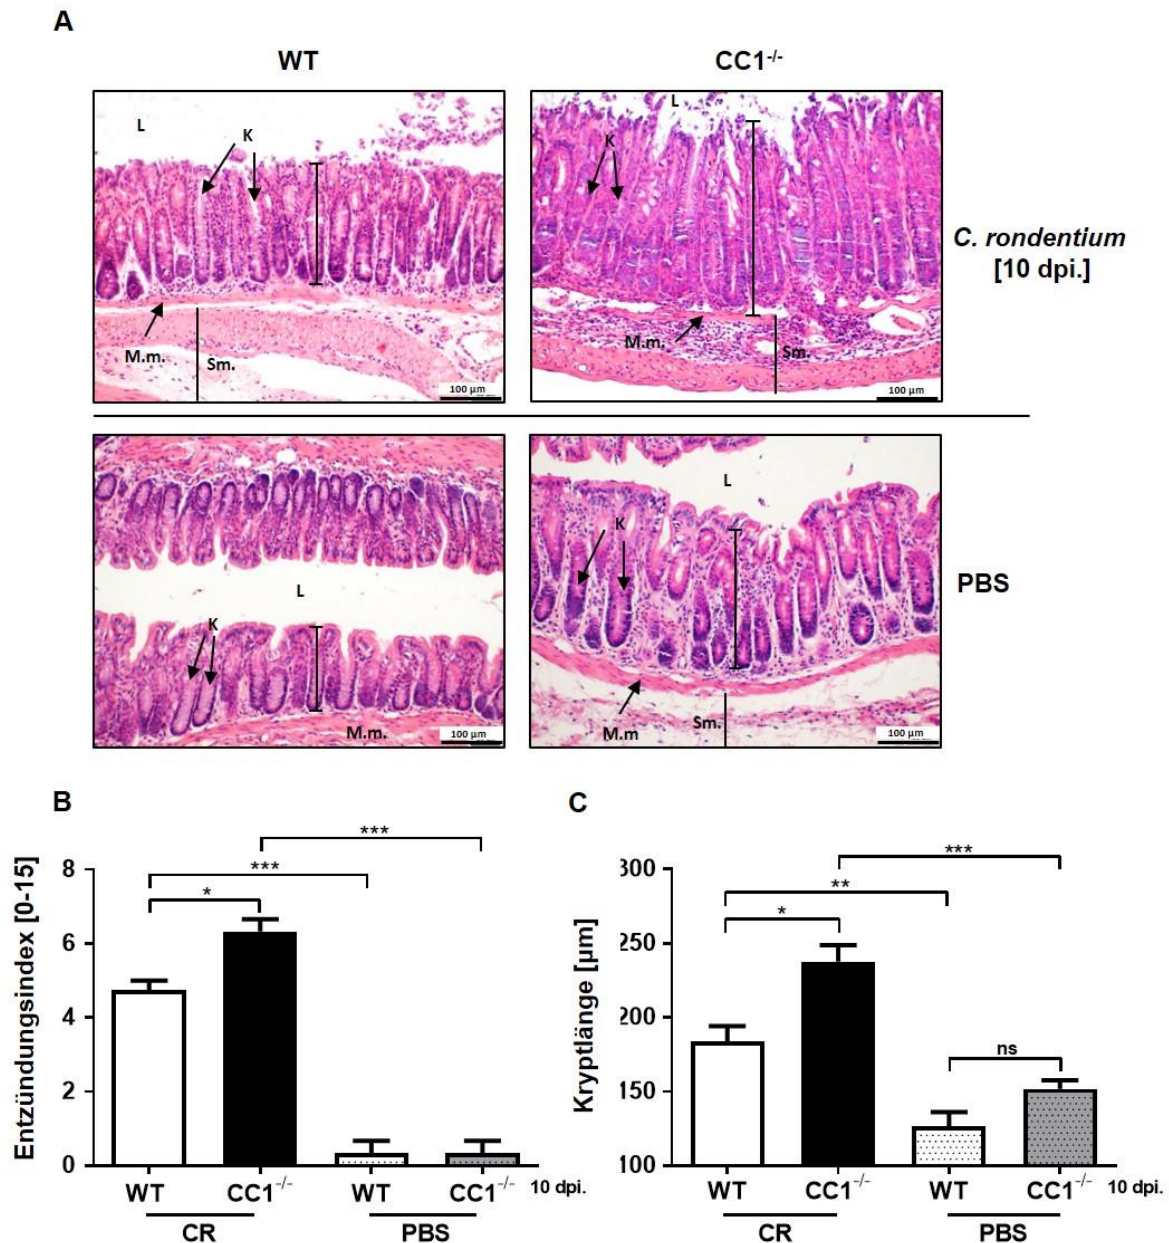 A
WT
CC1-/-
L
K
M.m.
Sm.
100 µm
L
K
M.m.
Sm.
100 µm
C. rondentium
[10 dpi.]
L
K
M.m.
100 µm
L
K
M.m
Sm.
100 µm
PBS
B
Entzündungsindex [0-15]
8
6
4
2
0
***
***
*
WT
CC1-/-
WT
CC1-/-
10 dpi.
CR
PBS
C
Kryptlänge [µm]
300
250
200
150
100
***
**
*
ns
WT
CC1-/-
WT
CC1-/-
10 dpi.
CR
PBS